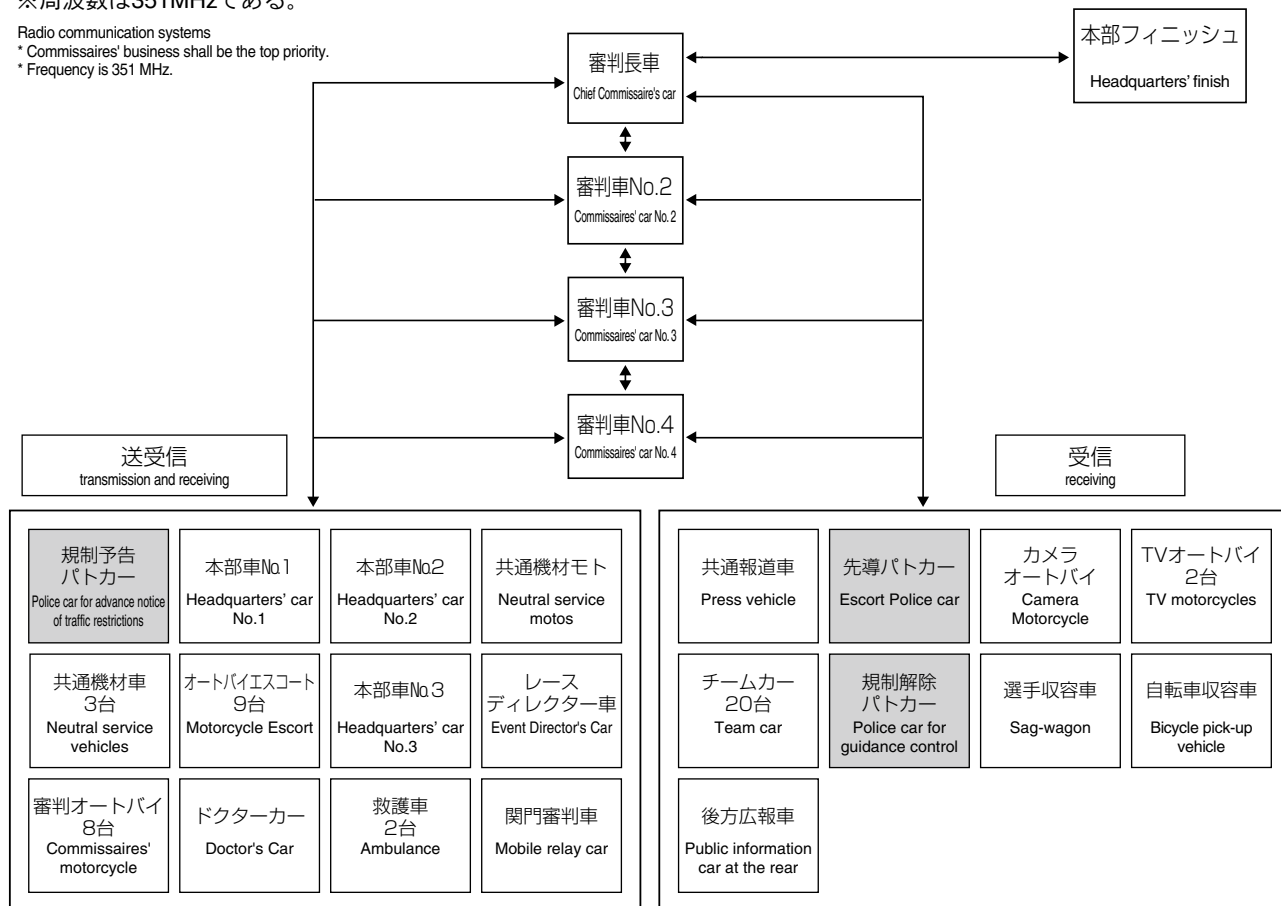 ※周波数は351MHzである。
Radio communication systems
* Commissaires' business shall be the top priority.
* Frequency is 351 MHz.
審判長車
Chief Commissaire's car
本部フィニッシュ
Headquarters' finish
審判車No.2
Commissaires' car No. 2
審判車No.3
Commissaires' car No. 3
審判車No.4
Commissaires' car No. 4
送受信
transmission and receiving
受信
receiving
規制予告
パトカー
Police car for advance notice
of traffic restrictions
本部車No.1
Headquarters' car
No.1
本部車No.2
Headquarters' car
No.2
共通機材モト
Neutral service
motos
共通機材車
3台
Neutral service
vehicles
オートバイエスコート
9台
Motorcycle Escort
本部車No.3
Headquarters' car
No.3
レース
ディレクター車
Event Director's Car
審判オートバイ
8台
Commissaires'
motorcycle
ドクターカー
Doctor's Car
救護車
2台
Ambulance
関門審判車
Mobile relay car
共通報道車
Press vehicle
先導パトカー
Escort Police car
カメラ
オートバイ
Camera
Motorcycle
TVオートバイ
2台
TV motorcycles
チームカー
20台
Team car
規制解除
パトカー
Police car for
guidance control
選手収容車
Sag-wagon
自転車収容車
Bicycle pick-up
vehicle
後方広報車
Public information
car at the rear